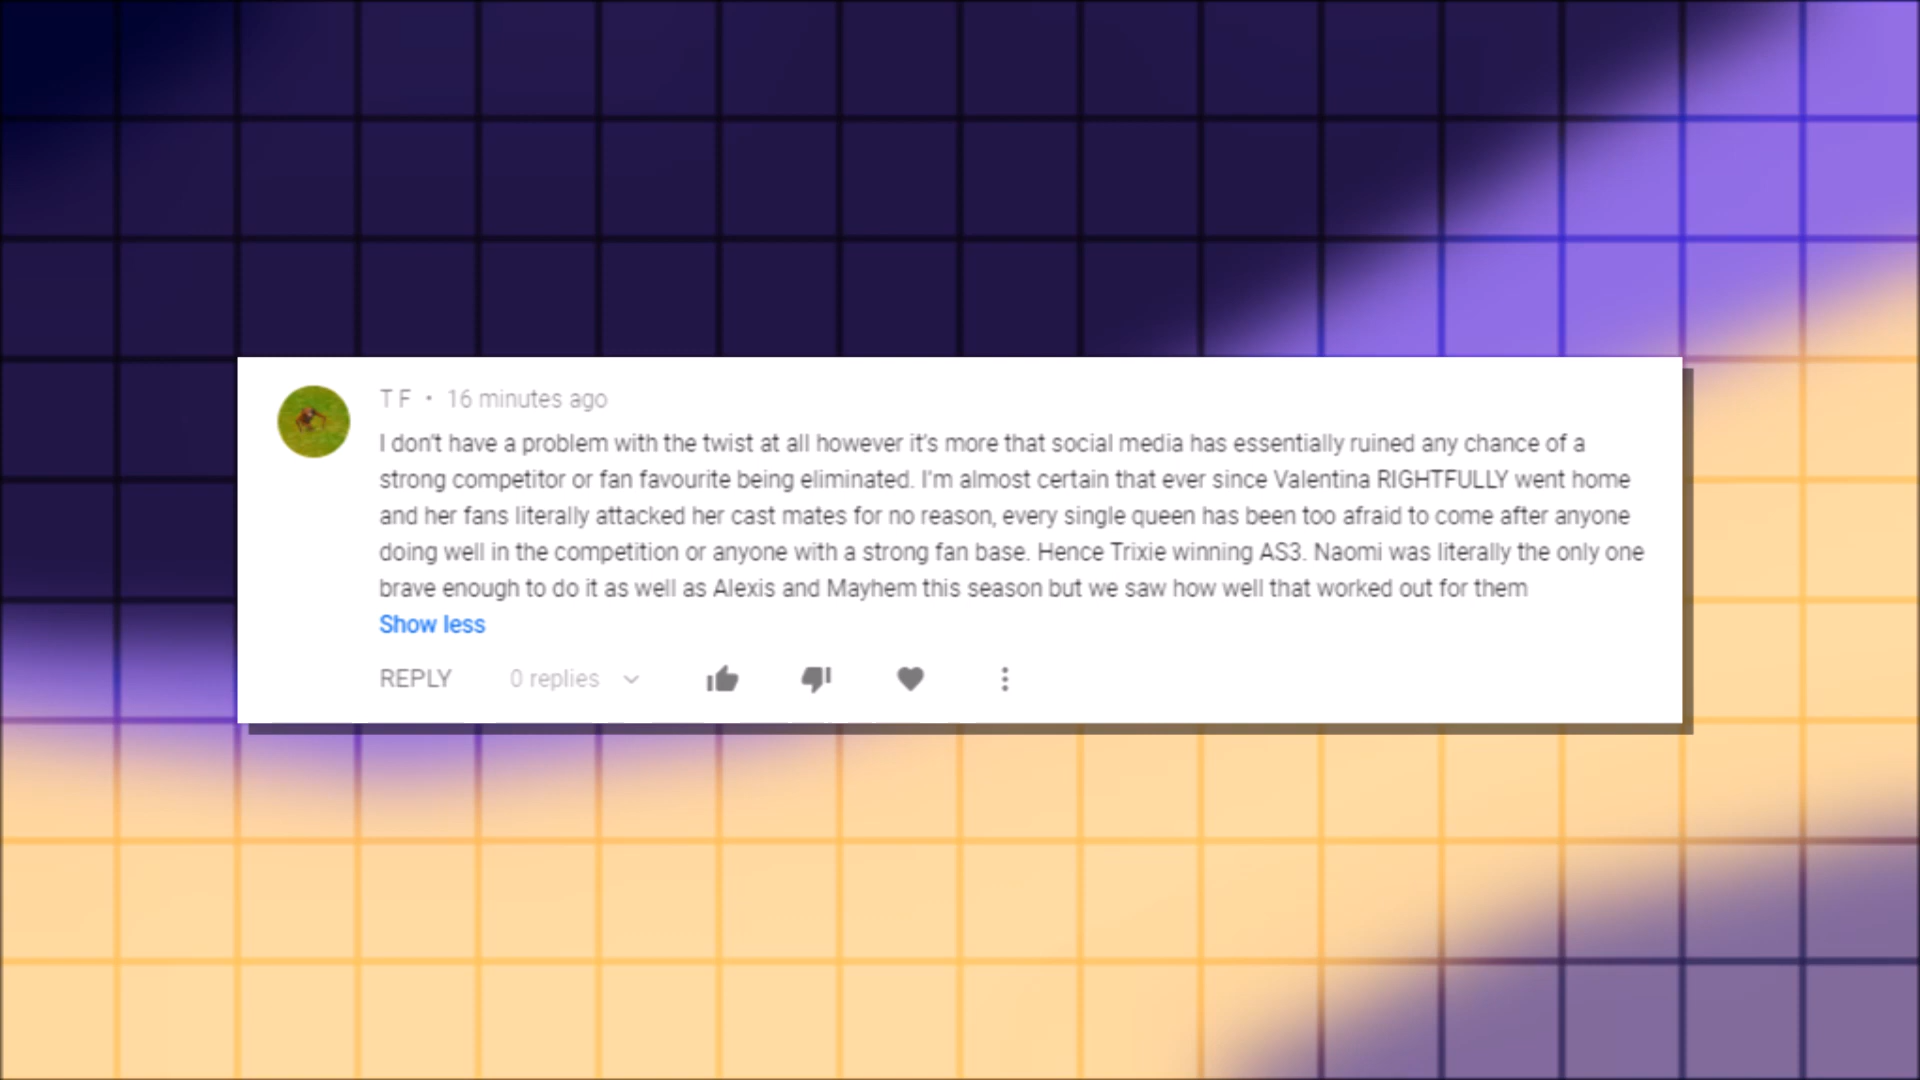 T F • 16 minutes ago
I don't have a problem with the twist at all however it's more that social media has essentially ruined any chance of a
strong competitor or fan favourite being eliminated. I'm almost certain that ever since Valentina RIGHTFULLY went home
and her fans literally attacked her cast mates for no reason, every single queen has been too afraid to come after anyone
doing well in the competition or anyone with a strong fan base. Hence Trixie winning AS3. Naomi was literally the only one
brave enough to do it as well as Alexis and Mayhem this season but we saw how well that worked out for them
Show less
REPLY 0 replies